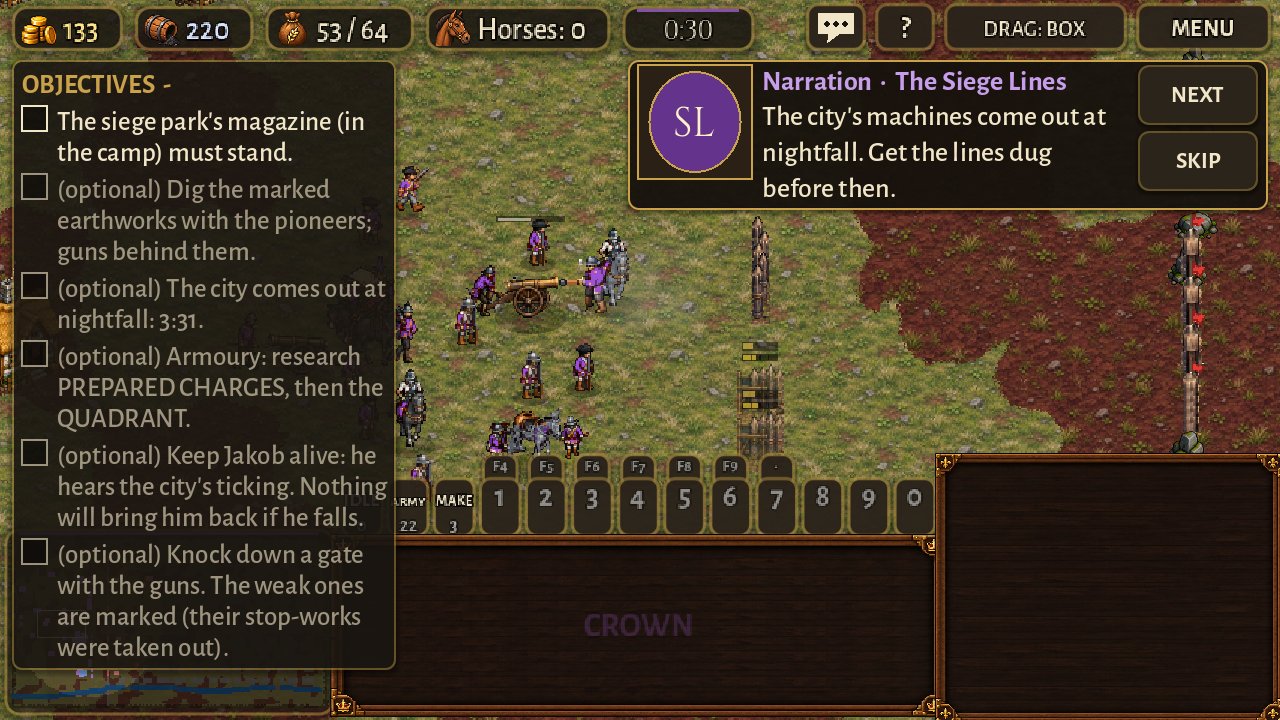 133
220
53 / 64
Horses: 0
0:30
?
DRAG: BOX
MENU
OBJECTIVES -
The siege park's magazine (in
the camp) must stand.
(optional) Dig the marked
earthworks with the pioneers;
guns behind them.
(optional) The city comes out at
nightfall: 3:31.
(optional) Armoury: research
PREPARED CHARGES, then the
QUADRANT.
(optional) Keep Jakob alive: he
hears the city's ticking. Nothing
will bring him back if he falls.
(optional) Knock down a gate
with the guns. The weak ones
are marked (their stop-works
were taken out).
SL
Narration · The Siege Lines
The city's machines come out at
nightfall. Get the lines dug
before then.
NEXT
SKIP
F4 F5 F6 F7 F8 F9
ARMY MAKE 1 2 3 4 5 6 7 8 9 0
22 3
CROWN